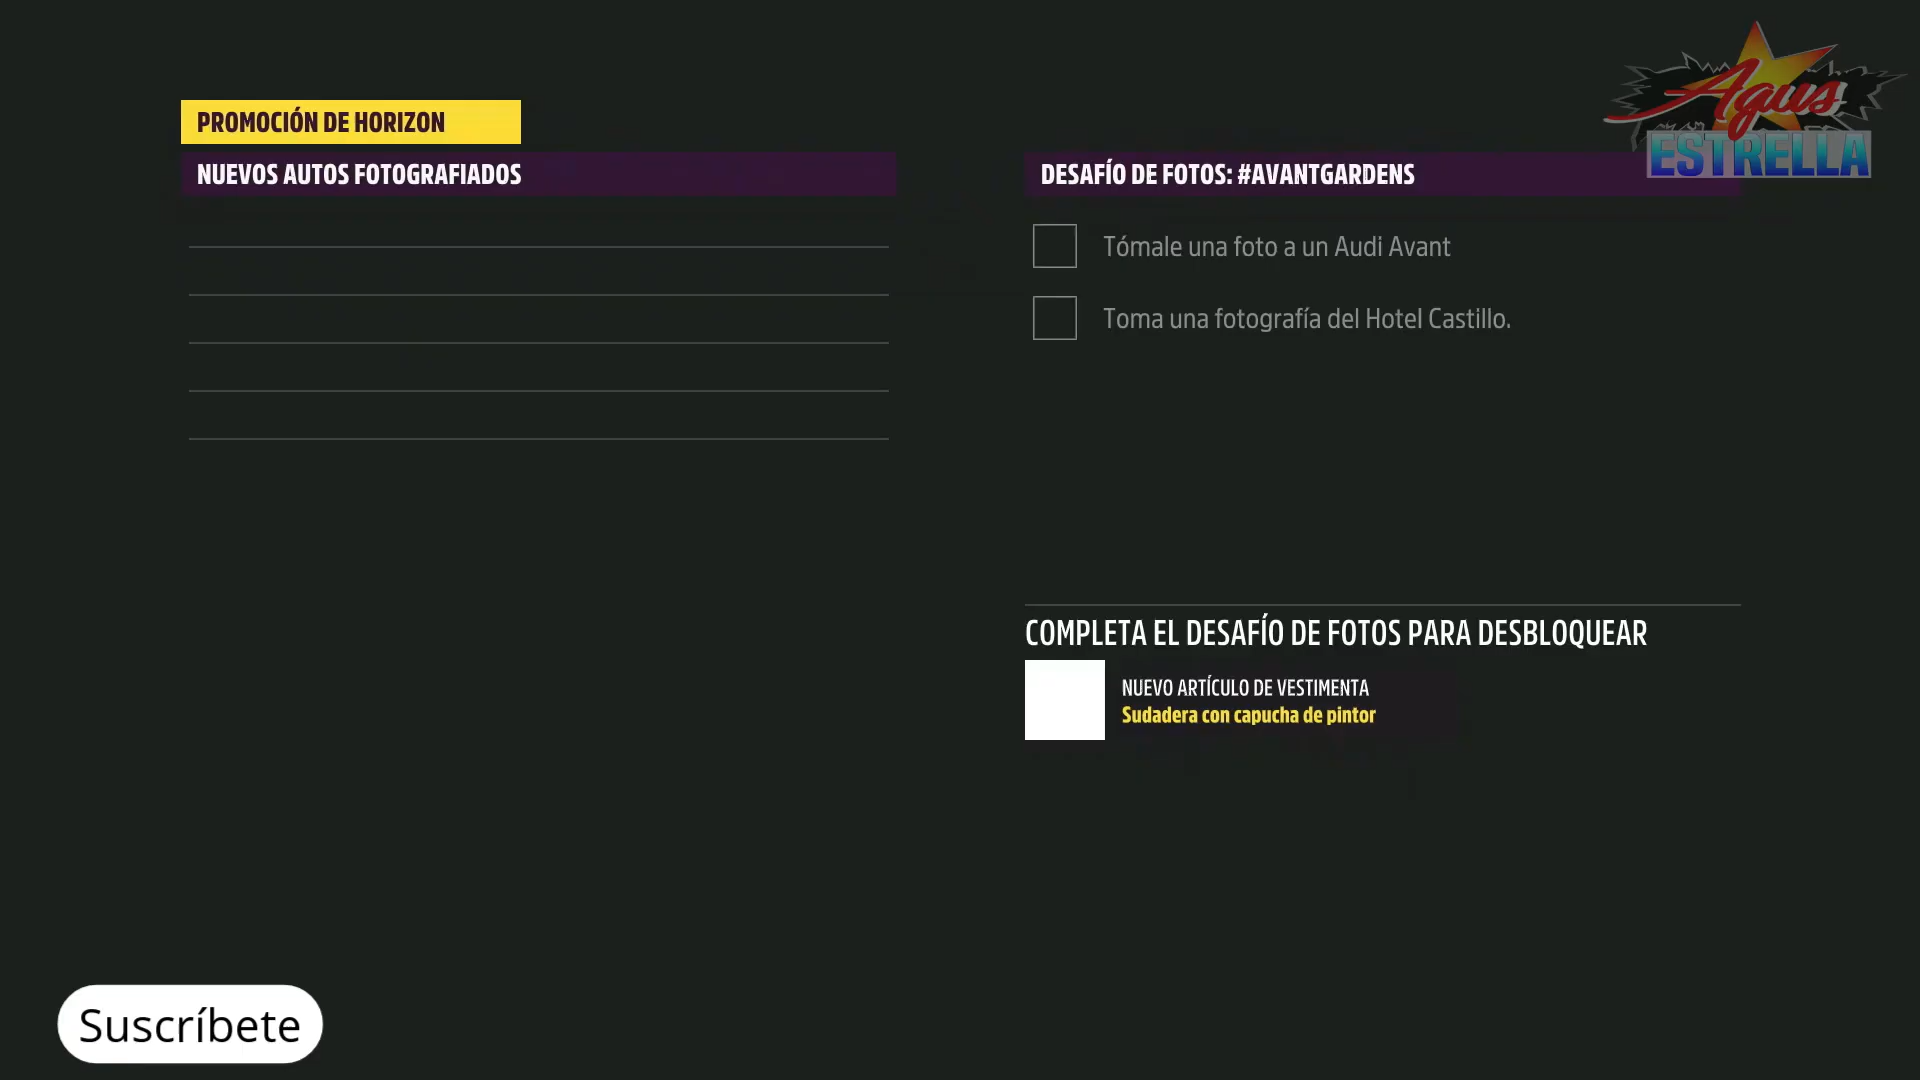 PROMOCIÓN DE HORIZON
NUEVOS AUTOS FOTOGRAFIADOS
DESAFÍO DE FOTOS: #AVANTGARDENS
Tómale una foto a un Audi Avant
Toma una fotografía del Hotel Castillo.
COMPLETA EL DESAFÍO DE FOTOS PARA DESBLOQUEAR
NUEVO ARTÍCULO DE VESTIMENTA
Sudadera con capucha de pintor
Agus
ESTRELLA
Suscríbete